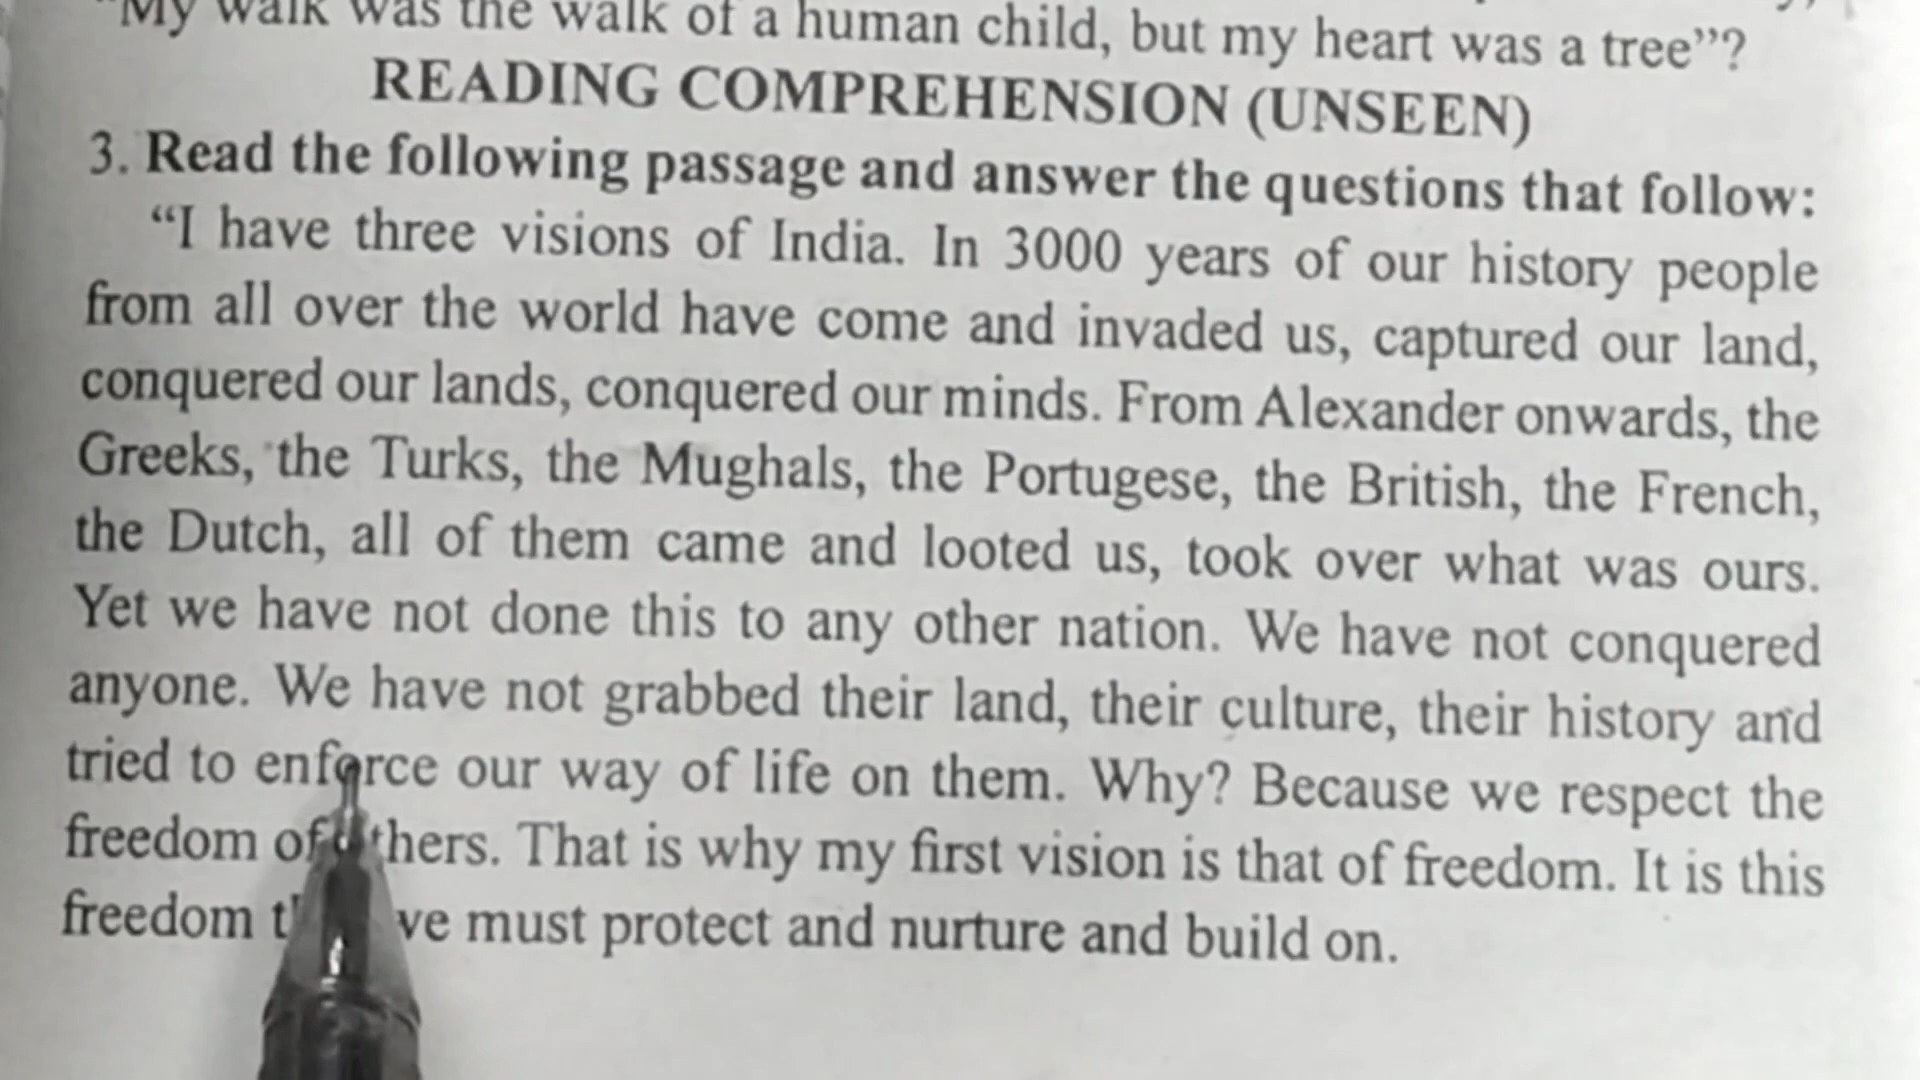 "My walk was the walk of a human child, but my heart was a tree"?
READING COMPREHENSION (UNSEEN)
3. Read the following passage and answer the questions that follow:
"I have three visions of India. In 3000 years of our history people
from all over the world have come and invaded us, captured our land,
conquered our lands, conquered our minds. From Alexander onwards, the
Greeks, the Turks, the Mughals, the Portugese, the British, the French,
the Dutch, all of them came and looted us, took over what was ours.
Yet we have not done this to any other nation. We have not conquered
anyone. We have not grabbed their land, their culture, their history and
tried to enforce our way of life on them. Why? Because we respect the
freedom of others. That is why my first vision is that of freedom. It is this
freedom must protect and nurture and build on.